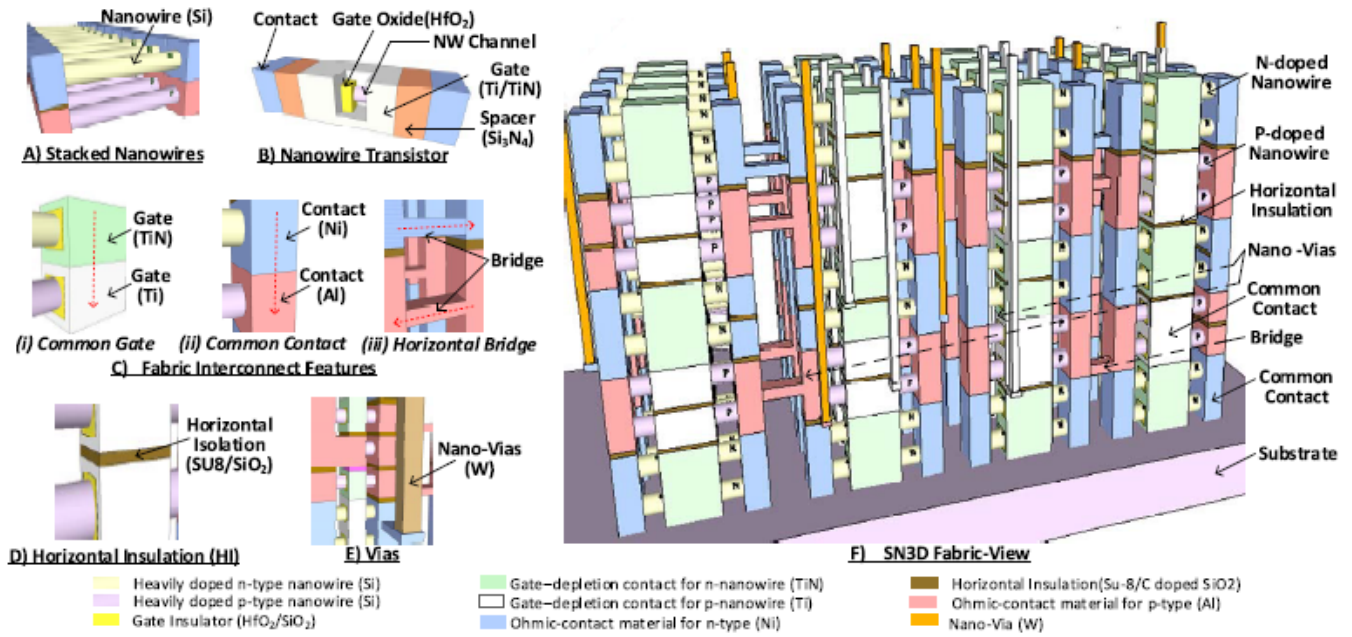 Nanowire (Si)
A) Stacked Nanowires
Contact
Gate Oxide(HfO₂)
NW Channel
Gate
(Ti/TiN)
Spacer
(Si₃N₄)
B) Nanowire Transistor
Gate
(TiN)
Gate
(Ti)
(i) Common Gate
Contact
(Ni)
Contact
(Al)
(ii) Common Contact
Bridge
(iii) Horizontal Bridge
C) Fabric Interconnect Features
Horizontal
Isolation
(SU8/SiO₂)
D) Horizontal Insulation (HI)
Nano-Vias
(W)
E) Vias
N-doped
Nanowire
P-doped
Nanowire
Horizontal
Insulation
Nano -Vias
Common
Contact
Bridge
Common
Contact
Substrate
F) SN3D Fabric-View
Heavily doped n-type nanowire (Si)
Heavily doped p-type nanowire (Si)
Gate Insulator (HfO₂/SiO₂)
Gate–depletion contact for n-nanowire (TiN)
Gate–depletion contact for p-nanowire (Ti)
Ohmic-contact material for n-type (Ni)
Horizontal Insulation(Su-8/C doped SiO2)
Ohmic-contact material for p-type (Al)
Nano-Via (W)